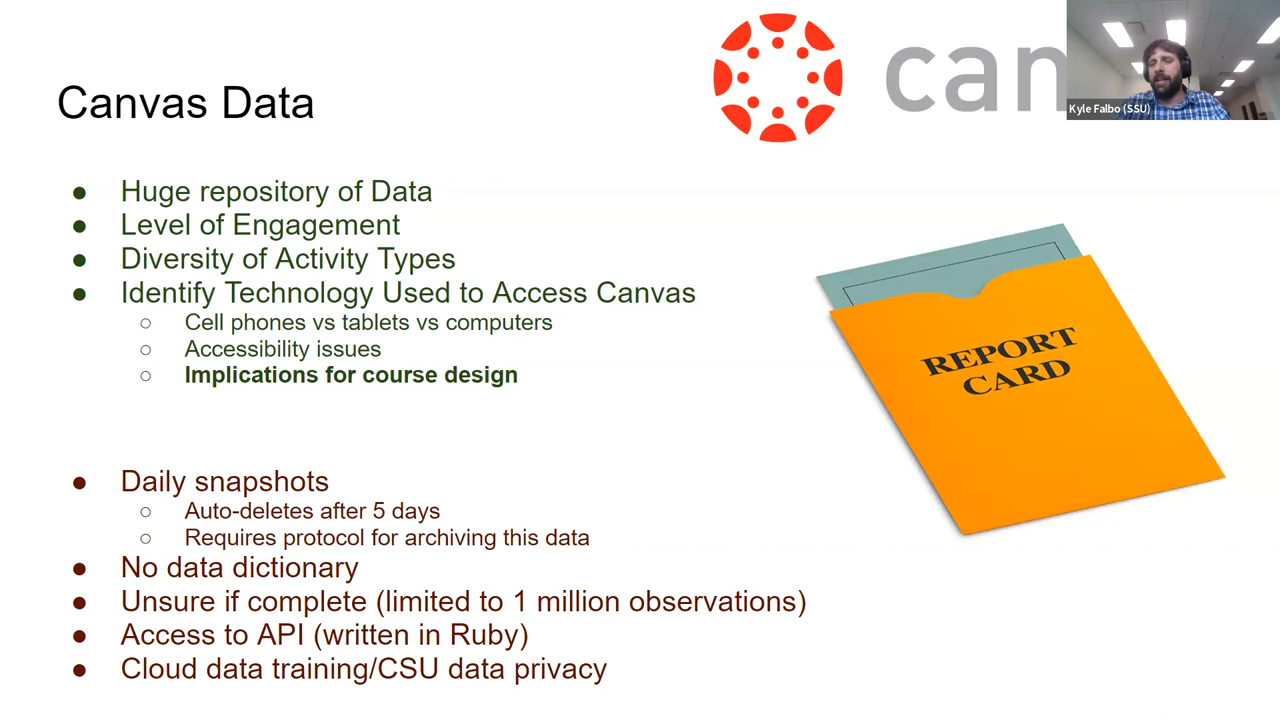 can
Kyle Falbo (SSU)
Canvas Data
● Huge repository of Data
● Level of Engagement
● Diversity of Activity Types
● Identify Technology Used to Access Canvas
○ Cell phones vs tablets vs computers
○ Accessibility issues
○ Implications for course design
REPORT
CARD
● Daily snapshots
○ Auto-deletes after 5 days
○ Requires protocol for archiving this data
● No data dictionary
● Unsure if complete (limited to 1 million observations)
● Access to API (written in Ruby)
● Cloud data training/CSU data privacy